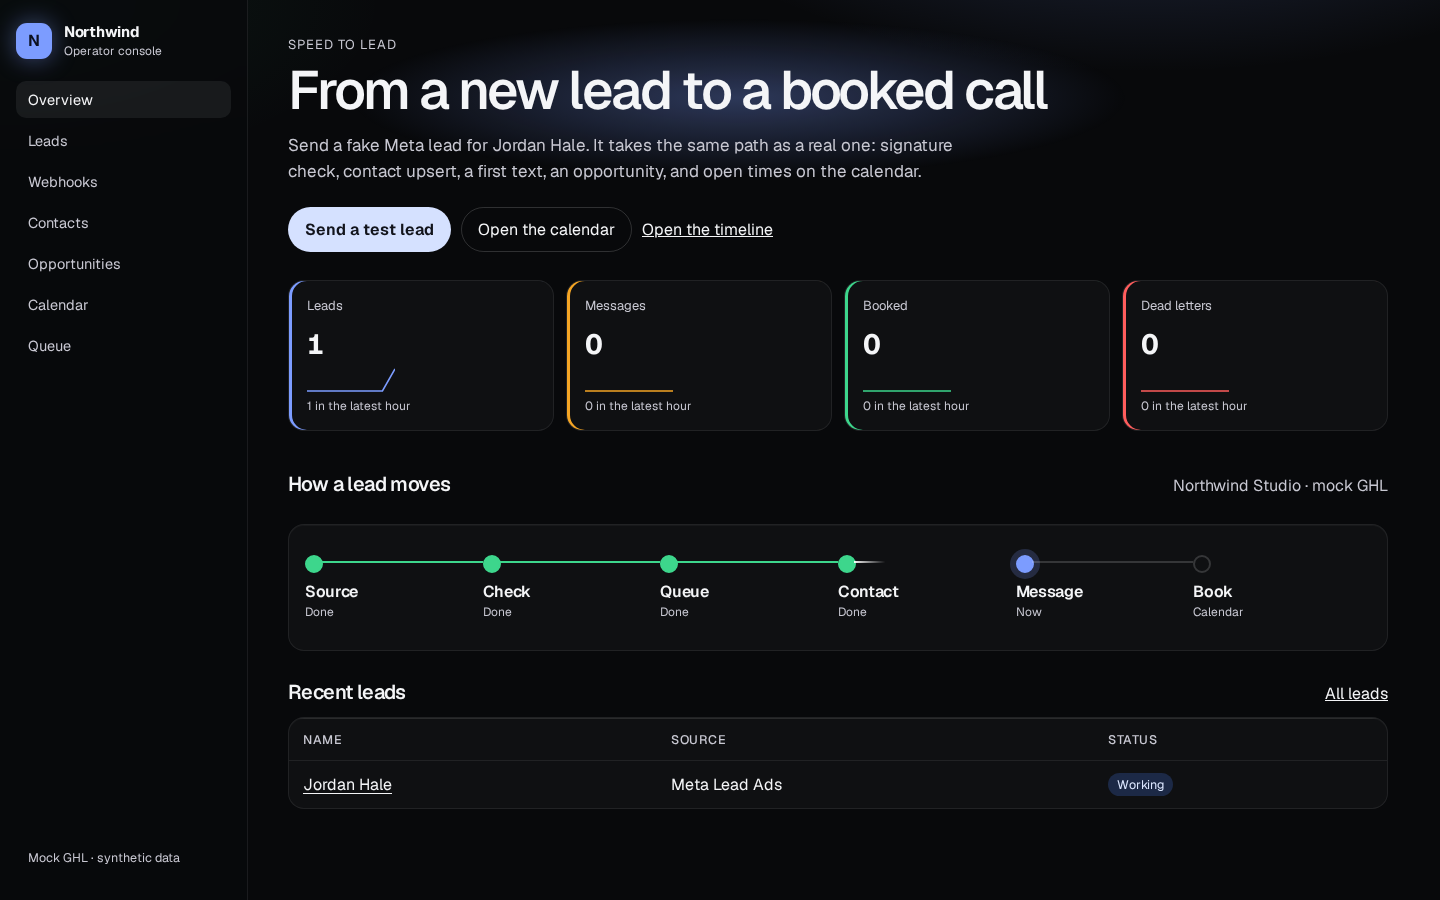 N
Northwind
Operator console
Overview
Leads
Webhooks
Contacts
Opportunities
Calendar
Queue
Mock GHL · synthetic data
SPEED TO LEAD
From a new lead to a booked call
Send a fake Meta lead for Jordan Hale. It takes the same path as a real one: signature
check, contact upsert, a first text, an opportunity, and open times on the calendar.
Send a test lead
Open the calendar
Open the timeline
Leads
1
1 in the latest hour
Messages
0
0 in the latest hour
Booked
0
0 in the latest hour
Dead letters
0
0 in the latest hour
How a lead moves
Northwind Studio · mock GHL
Source
Done
Check
Done
Queue
Done
Contact
Done
Message
Now
Book
Calendar
Recent leads
All leads
NAME SOURCE STATUS
Jordan Hale Meta Lead Ads Working